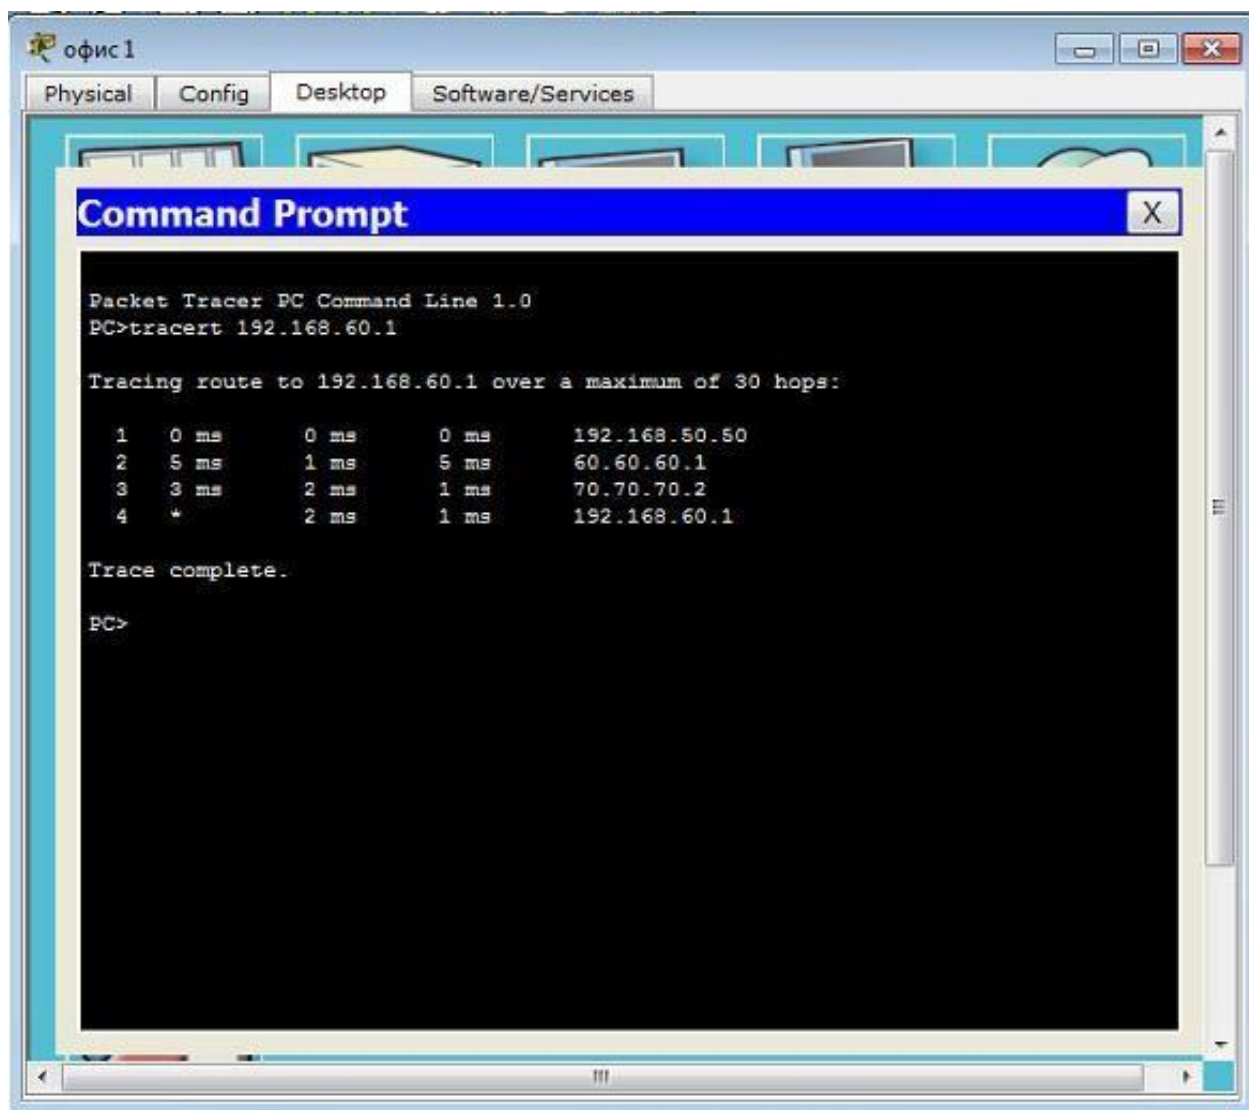 офис 1
Physical Config Desktop Software/Services
Command Prompt
X
Packet Tracer PC Command Line 1.0
PC>tracert 192.168.60.1
Tracing route to 192.168.60.1 over a maximum of 30 hops:
1 0 ms 0 ms 0 ms 192.168.50.50
2 5 ms 1 ms 5 ms 60.60.60.1
3 3 ms 2 ms 1 ms 70.70.70.2
4 * 2 ms 1 ms 192.168.60.1
Trace complete.
PC>